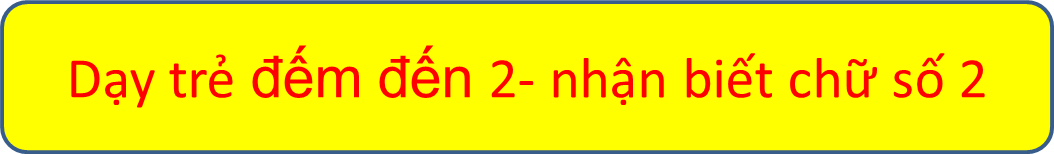 Dạy trẻ đếm đến 2- nhận biết chữ số 2